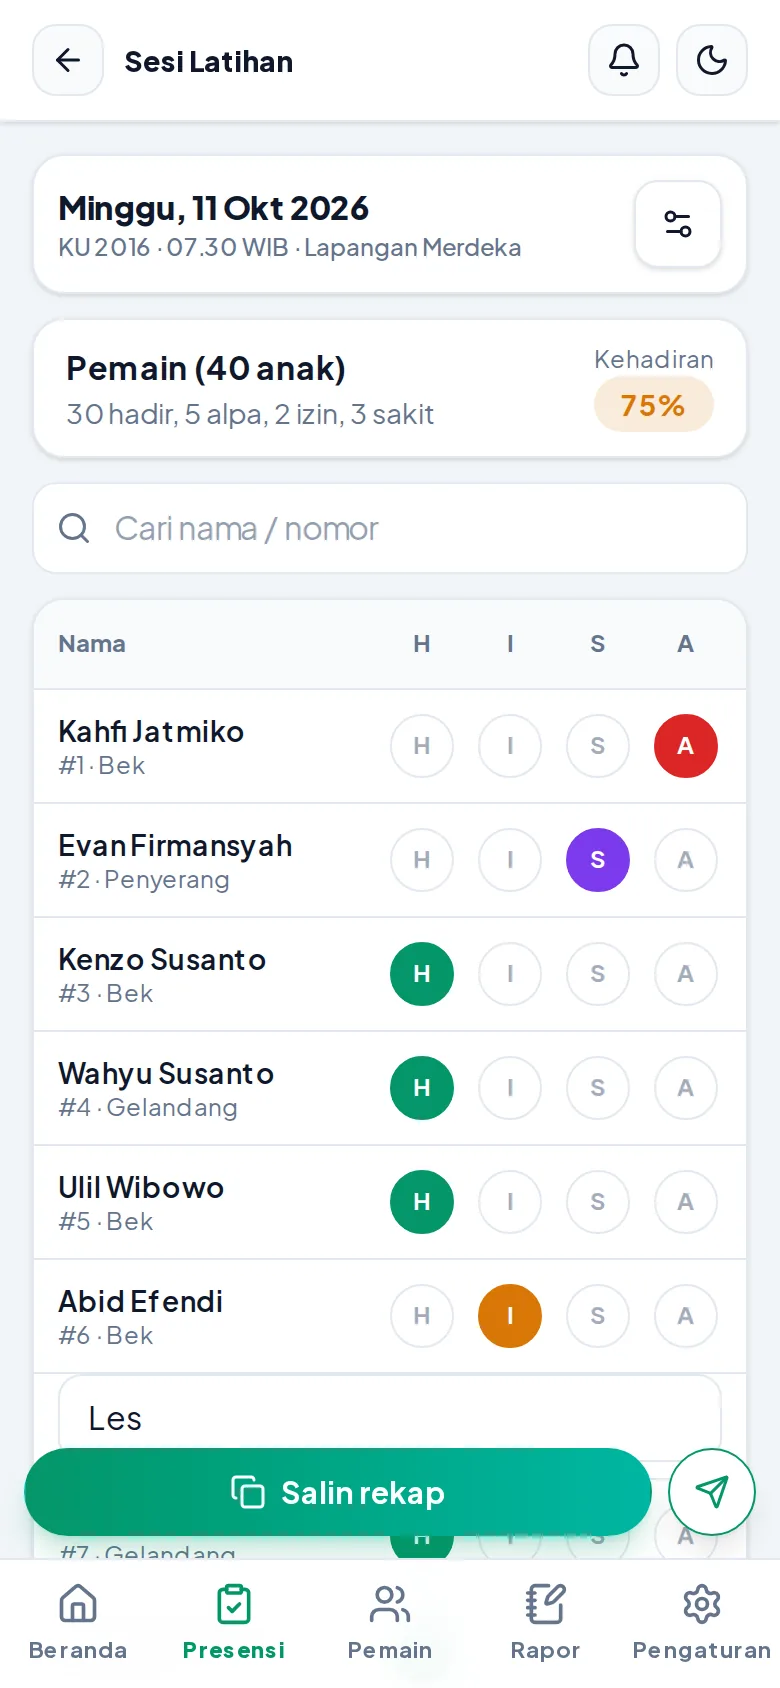 Sesi Latihan
Minggu, 11 Okt 2026
KU 2016 · 07.30 WIB · Lapangan Merdeka
Pemain (40 anak)
Kehadiran
30 hadir, 5 alpa, 2 izin, 3 sakit
75%
Cari nama / nomor
Nama H I S A
Kahfi Jatmiko
#1 · Bek
H I S A
Evan Firmansyah
#2 · Penyerang
H I S A
Kenzo Susanto
#3 · Bek
H I S A
Wahyu Susanto
#4 · Gelandang
H I S A
Ulil Wibowo
#5 · Bek
H I S A
Abid Efendi
#6 · Bek
H I S A
Les
Salin rekap
#7 · Gelandang
H I S A
Beranda Presensi Pemain Rapor Pengaturan